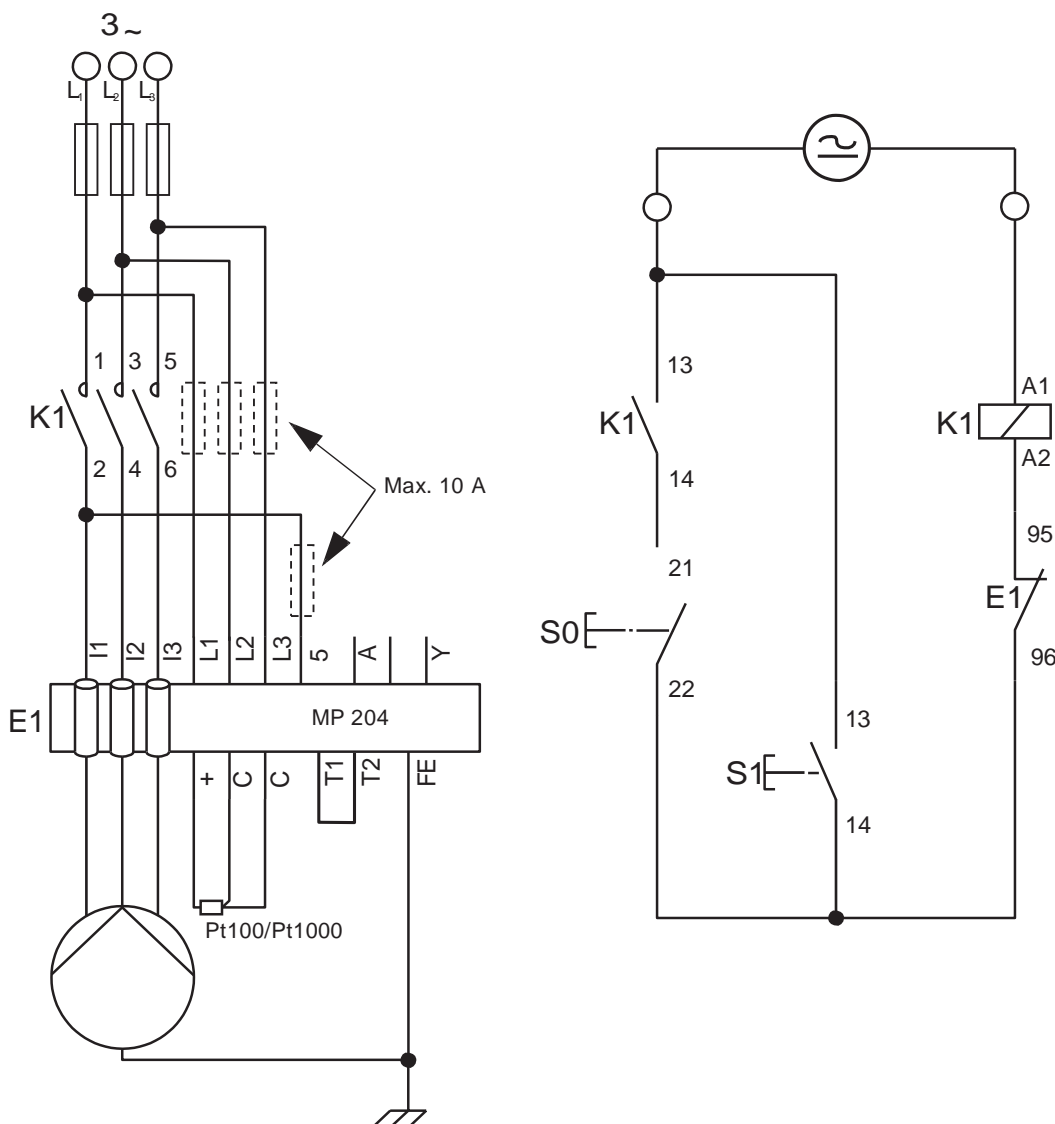 3 ~
L1 L2 L3
1 3 5
K1
2 4 6
Max. 10 A
I1 I2 I3 L1 L2 L3 5 A Y
E1
MP 204
+ C C T1 T2 FE
Pt100/Pt1000
13
K1
14
21
S0
22
13
S1
14
A1
K1
A2
95
E1
96